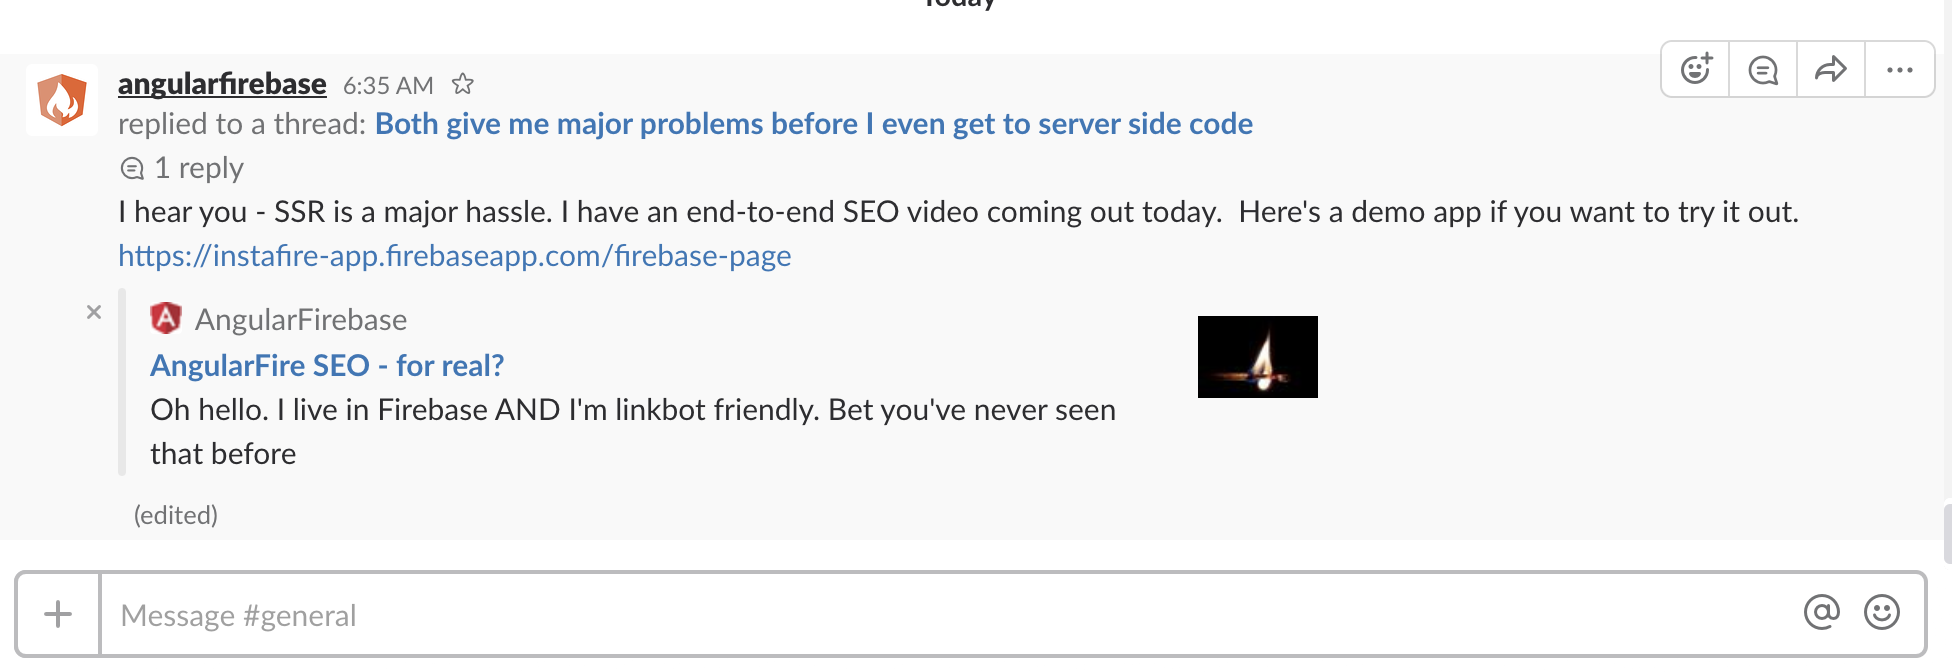 Today
angularfirebase 6:35 AM
replied to a thread: Both give me major problems before I even get to server side code
1 reply
I hear you - SSR is a major hassle. I have an end-to-end SEO video coming out today.  Here's a demo app if you want to try it out.
https://instafire-app.firebaseapp.com/firebase-page
AngularFirebase
AngularFire SEO - for real?
Oh hello. I live in Firebase AND I'm linkbot friendly. Bet you've never seen
that before
(edited)
Message #general